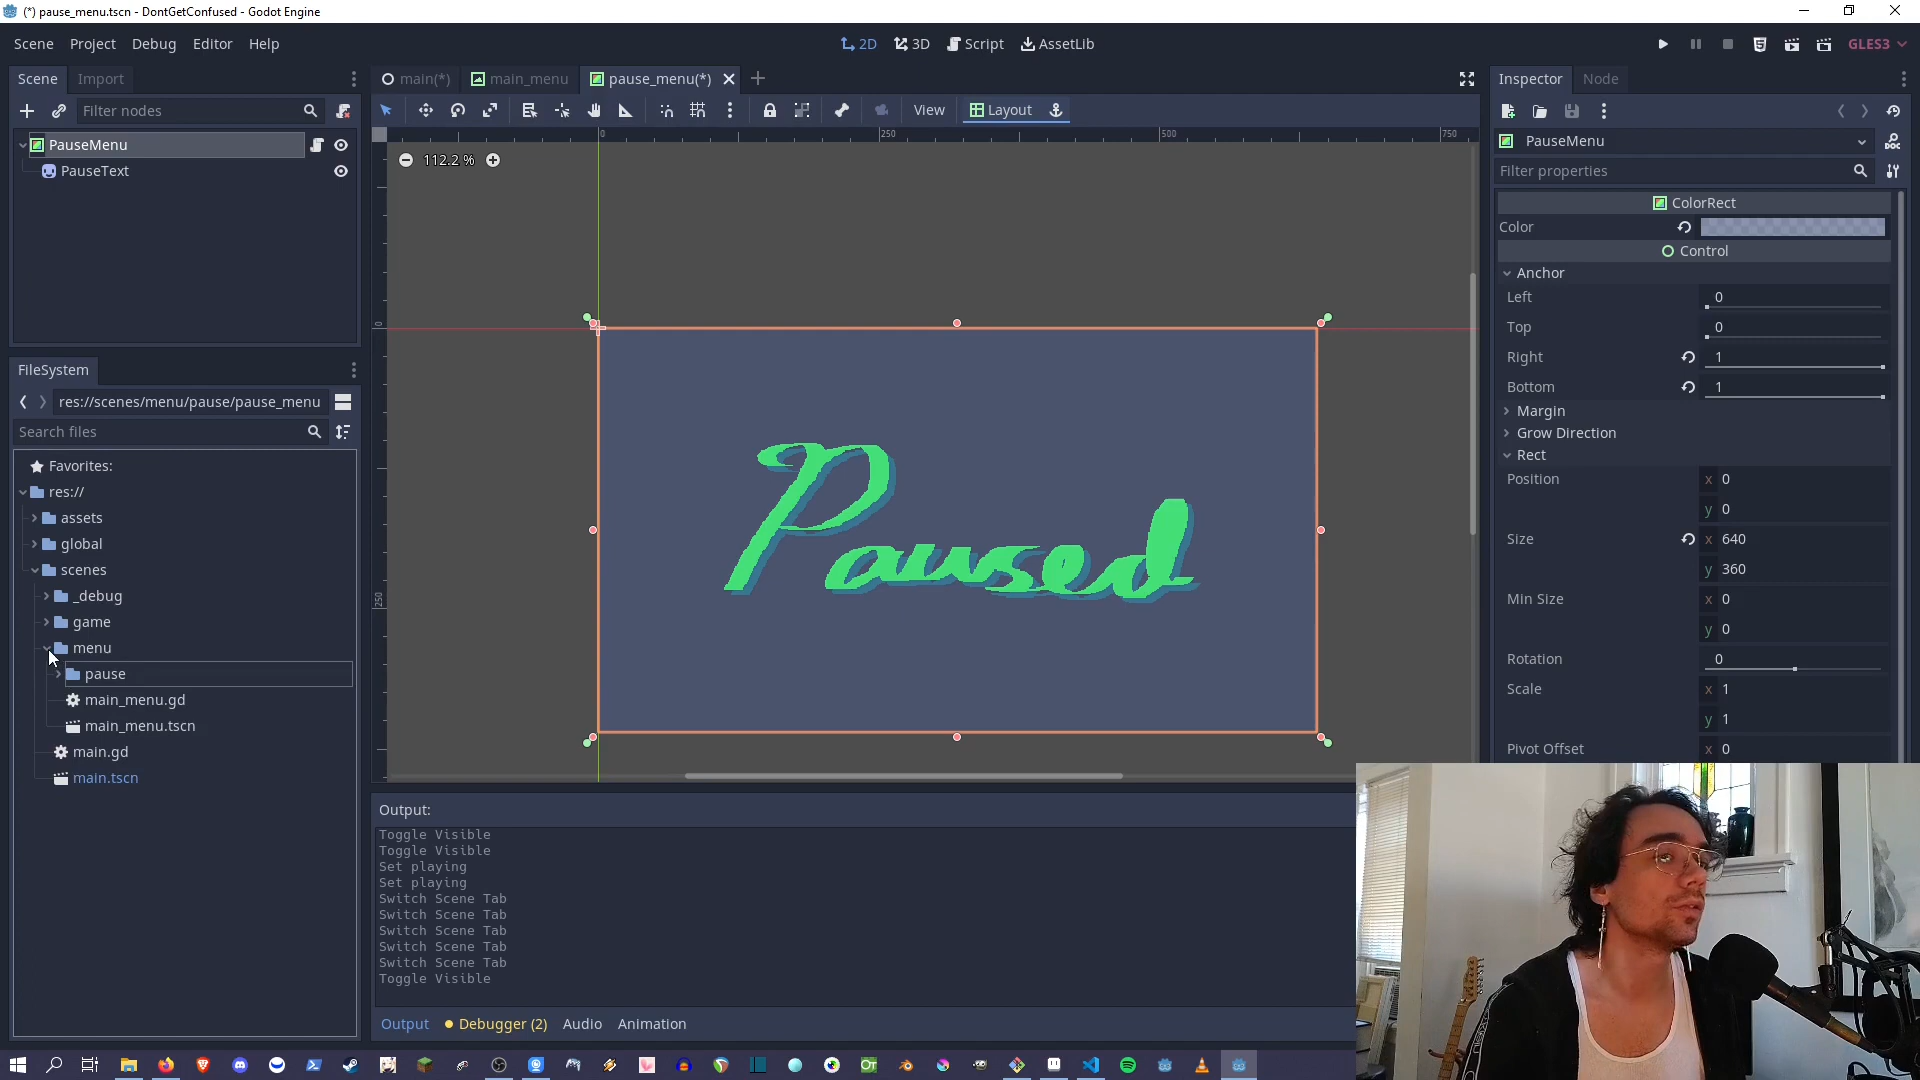 (*) pause_menu.tscn - DontGetConfused - Godot Engine
Scene Project Debug Editor Help
2D 3D Script AssetLib
GLES3
Scene Import
main(*) main_menu pause_menu(*)
Inspector Node
Filter nodes
View Layout
PauseMenu
PauseText
112.2 %
0 250 500 750
0
250
Paused
PauseMenu
Filter properties
ColorRect
Color
Control
Anchor
Left 0
Top 0
Right 1
Bottom 1
Margin
Grow Direction
Rect
Position x 0
y 0
Size x 640
y 360
Min Size x 0
y 0
Rotation 0
Scale x 1
y 1
Pivot Offset x 0
FileSystem
res://scenes/menu/pause/pause_menu
Search files
Favorites:
res://
assets
global
scenes
_debug
game
menu
pause
main_menu.gd
main_menu.tscn
main.gd
main.tscn
Output:
Toggle Visible
Toggle Visible
Set playing
Set playing
Switch Scene Tab
Switch Scene Tab
Switch Scene Tab
Switch Scene Tab
Switch Scene Tab
Toggle Visible
Output Debugger (2) Audio Animation